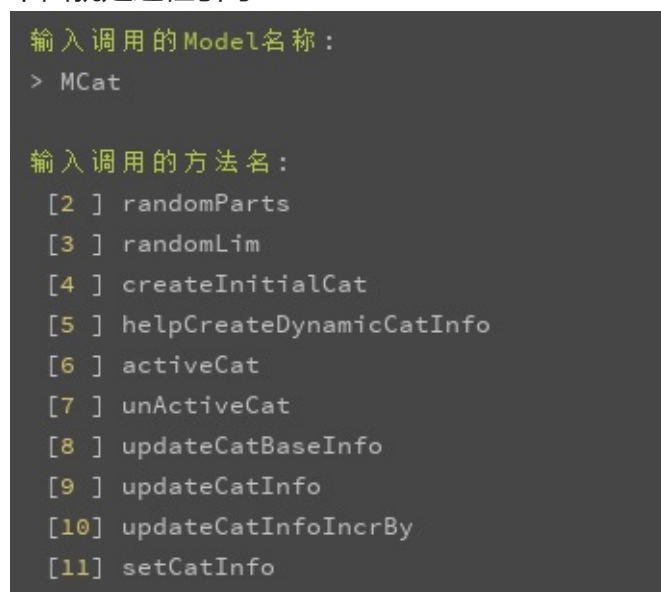 输入调用的Model名称:
> MCat
输入调用的方法名:
[2 ] randomParts
[3 ] randomLim
[4 ] createInitialCat
[5 ] helpCreateDynamicCatInfo
[6 ] activeCat
[7 ] unActiveCat
[8 ] updateCatBaseInfo
[9 ] updateCatInfo
[10] updateCatInfoIncrBy
[11] setCatInfo